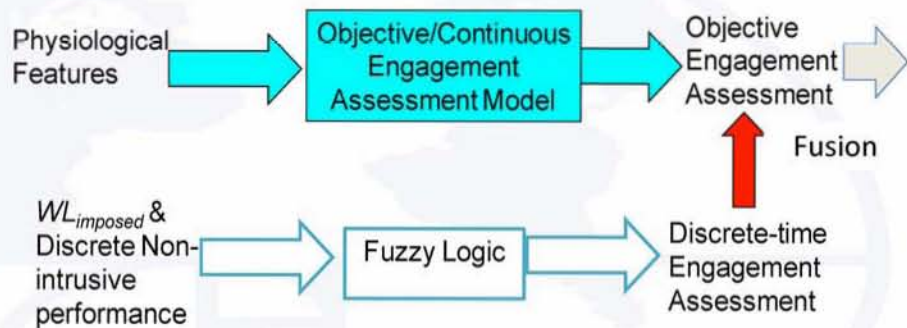 Physiological
Features
Objective/Continuous
Engagement
Assessment Model
Objective
Engagement
Assessment
Fusion
WLimposed &
Discrete Non-
intrusive
performance
Fuzzy Logic
Discrete-time
Engagement
Assessment